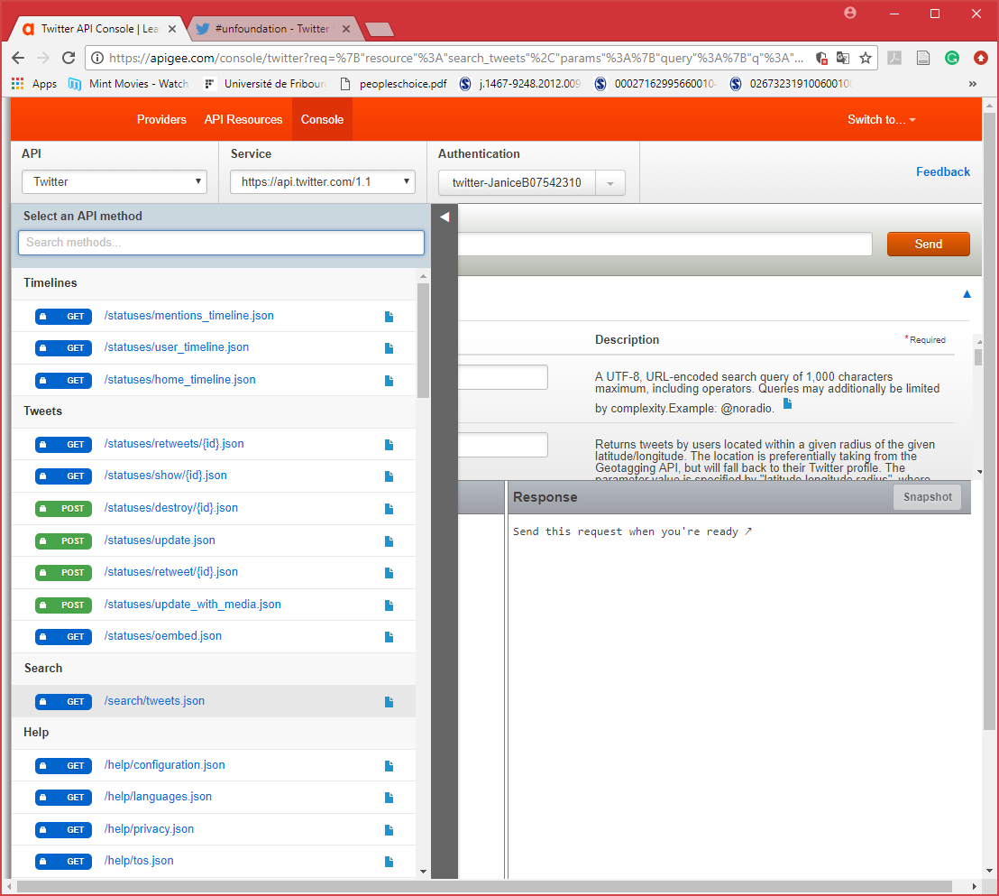 Twitter API Console | Lea
#unfoundation - Twitter
https://apigee.com/console/twitter?req=%7B"resource"%3A"search_tweets"%2C"params"%3A%7B"query"%3A%7B"q"%3A"...
Apps Mint Movies - Watch Université de Fribour peopleschoice.pdf j.1467-9248.2012.009 00027162995660010 0267323191006001 »
Providers API Resources Console Switch to...
API Service Authentication
Feedback
Twitter https://api.twitter.com/1.1 twitter-JaniceB07542310
Select an API method
Search methods...
Send
Timelines
GET /statuses/mentions_timeline.json
GET /statuses/user_timeline.json
GET /statuses/home_timeline.json
Tweets
GET /statuses/retweets/{id}.json
GET /statuses/show/{id}.json
POST /statuses/destroy/{id}.json
POST /statuses/update.json
POST /statuses/retweet/{id}.json
POST /statuses/update_with_media.json
GET /statuses/oembed.json
Search
GET /search/tweets.json
Help
GET /help/configuration.json
GET /help/languages.json
GET /help/privacy.json
GET /help/tos.json
Description *Required
A UTF-8, URL-encoded search query of 1,000 characters
maximum, including operators. Queries may additionally be limited
by complexity.Example: @noradio.
Returns tweets by users located within a given radius of the given
latitude/longitude. The location is preferentially taking from the
Geotagging API, but will fall back to their Twitter profile. The
parameter value is specified by "latitude,longitude,radius", where
Response Snapshot
Send this request when you're ready ↗